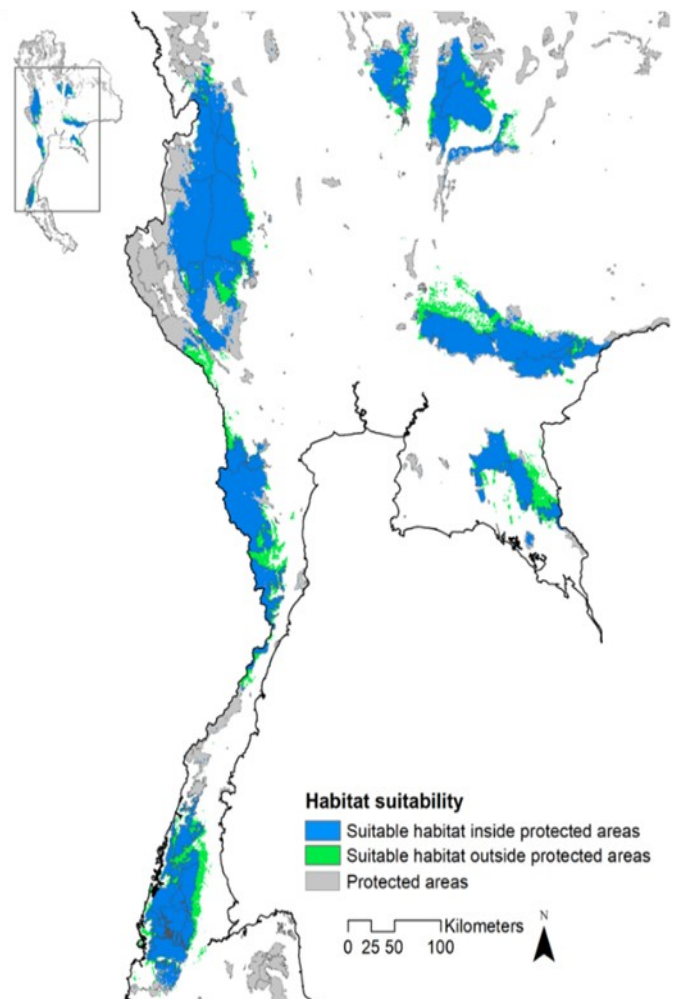 Habitat suitability
Suitable habitat inside protected areas
Suitable habitat outside protected areas
Protected areas
Kilometers
0 25 50 100
N